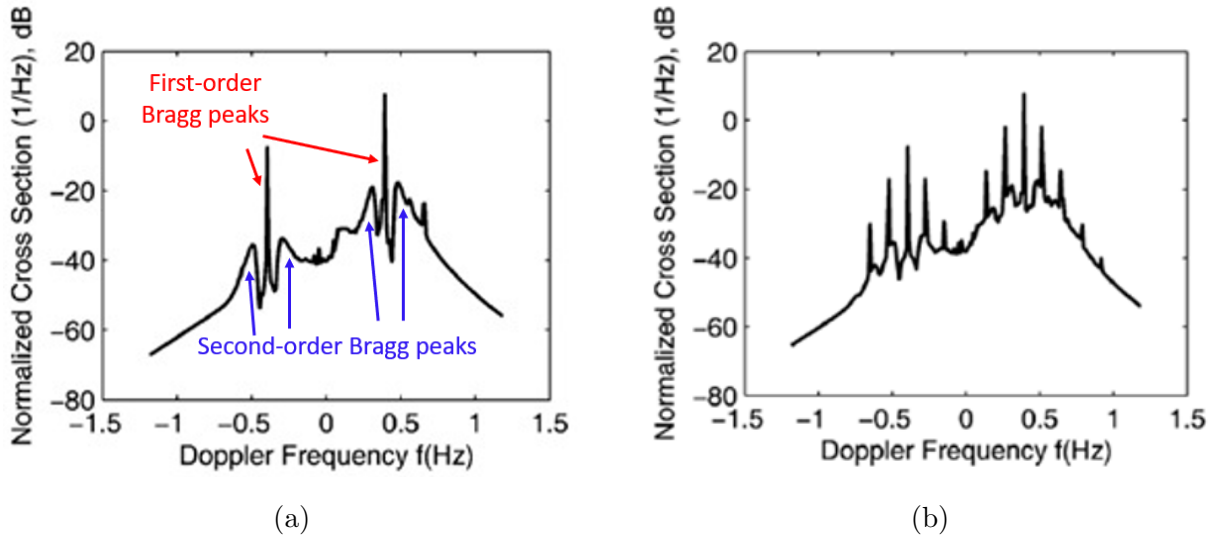 Normalized Cross Section (1/Hz), dB
20
0
−20
−40
−60
−80
First-order
Bragg peaks
Second-order Bragg peaks
−1.5 −1 −0.5 0 0.5 1 1.5
Doppler Frequency f(Hz)
(a)
Normalized Cross Section (1/Hz), dB
20
0
−20
−40
−60
−80
−1.5 −1 −0.5 0 0.5 1 1.5
Doppler Frequency f(Hz)
(b)